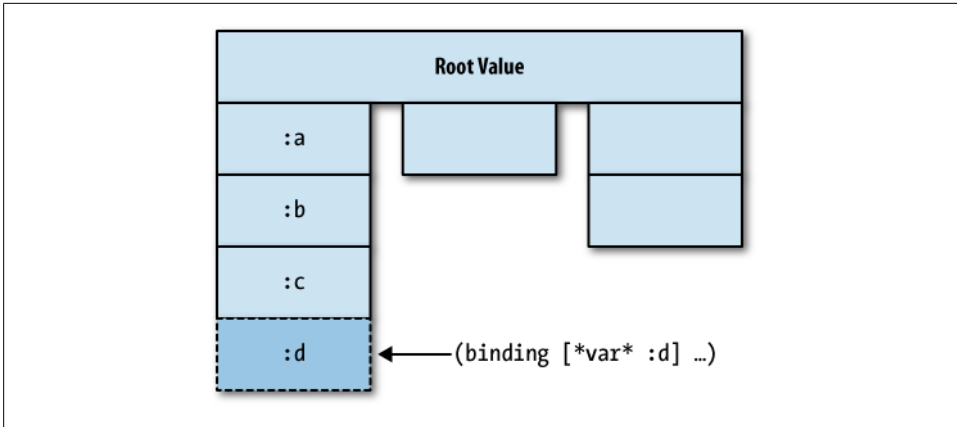 Root Value
:a
:b
:c
:d
(binding [*var* :d] …)